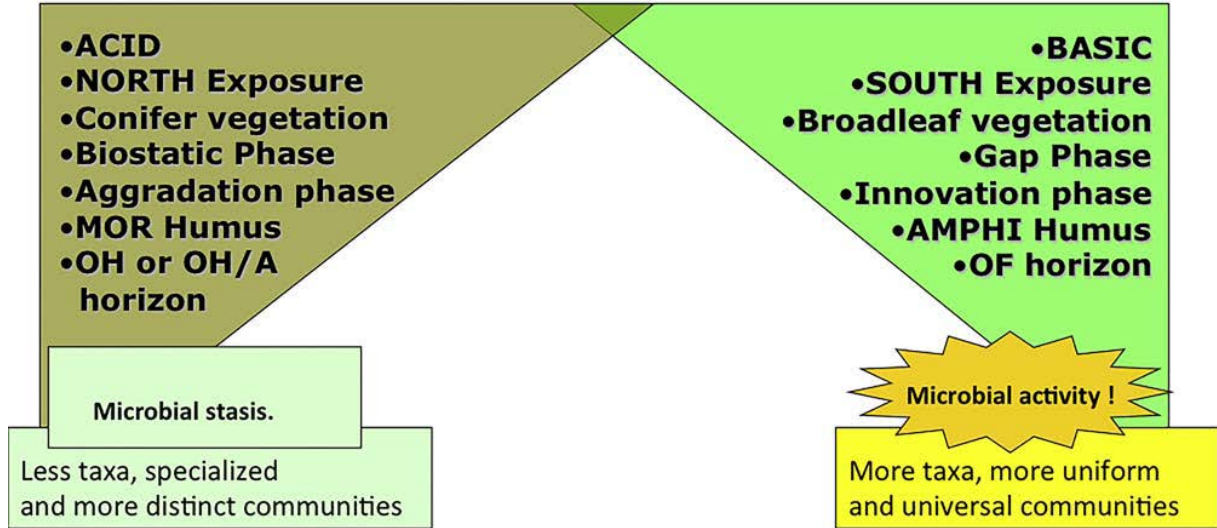 •ACID
•NORTH Exposure
•Conifer vegetation
•Biostatic Phase
•Aggradation phase
•MOR Humus
•OH or OH/A
horizon
•BASIC
•SOUTH Exposure
•Broadleaf vegetation
•Gap Phase
•Innovation phase
•AMPHI Humus
•OF horizon
Microbial stasis.
Less taxa, specialized
and more distinct communities
Microbial activity !
More taxa, more uniform
and universal communities